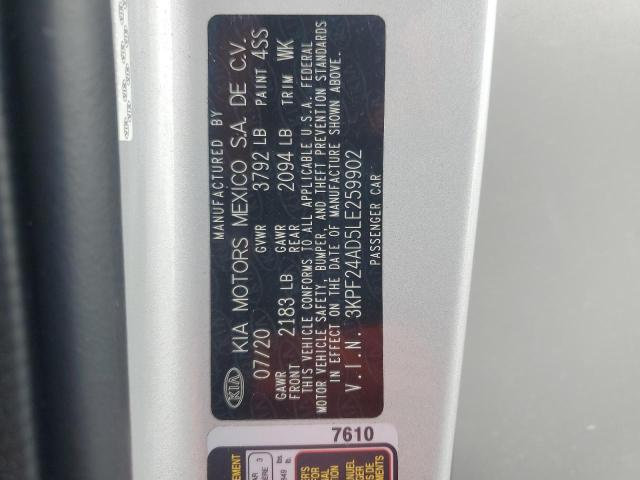 MANUFACTURED BY
KIA KIA MOTORS MEXICO S.A. DE C.V.
07/20 GVWR 3792 LB PAINT 4SS
GAWR FRONT 2183 LB GAWR REAR 2094 LB TRIM WK
THIS VEHICLE CONFORMS TO ALL APPLICABLE U.S.A. FEDERAL
MOTOR VEHICLE SAFETY, BUMPER, AND THEFT PREVENTION STANDARDS
IN EFFECT ON THE DATE OF MANUFACTURE SHOWN ABOVE.
V.I.N. 3KPF24AD5LE259902
PASSENGER CAR
7610